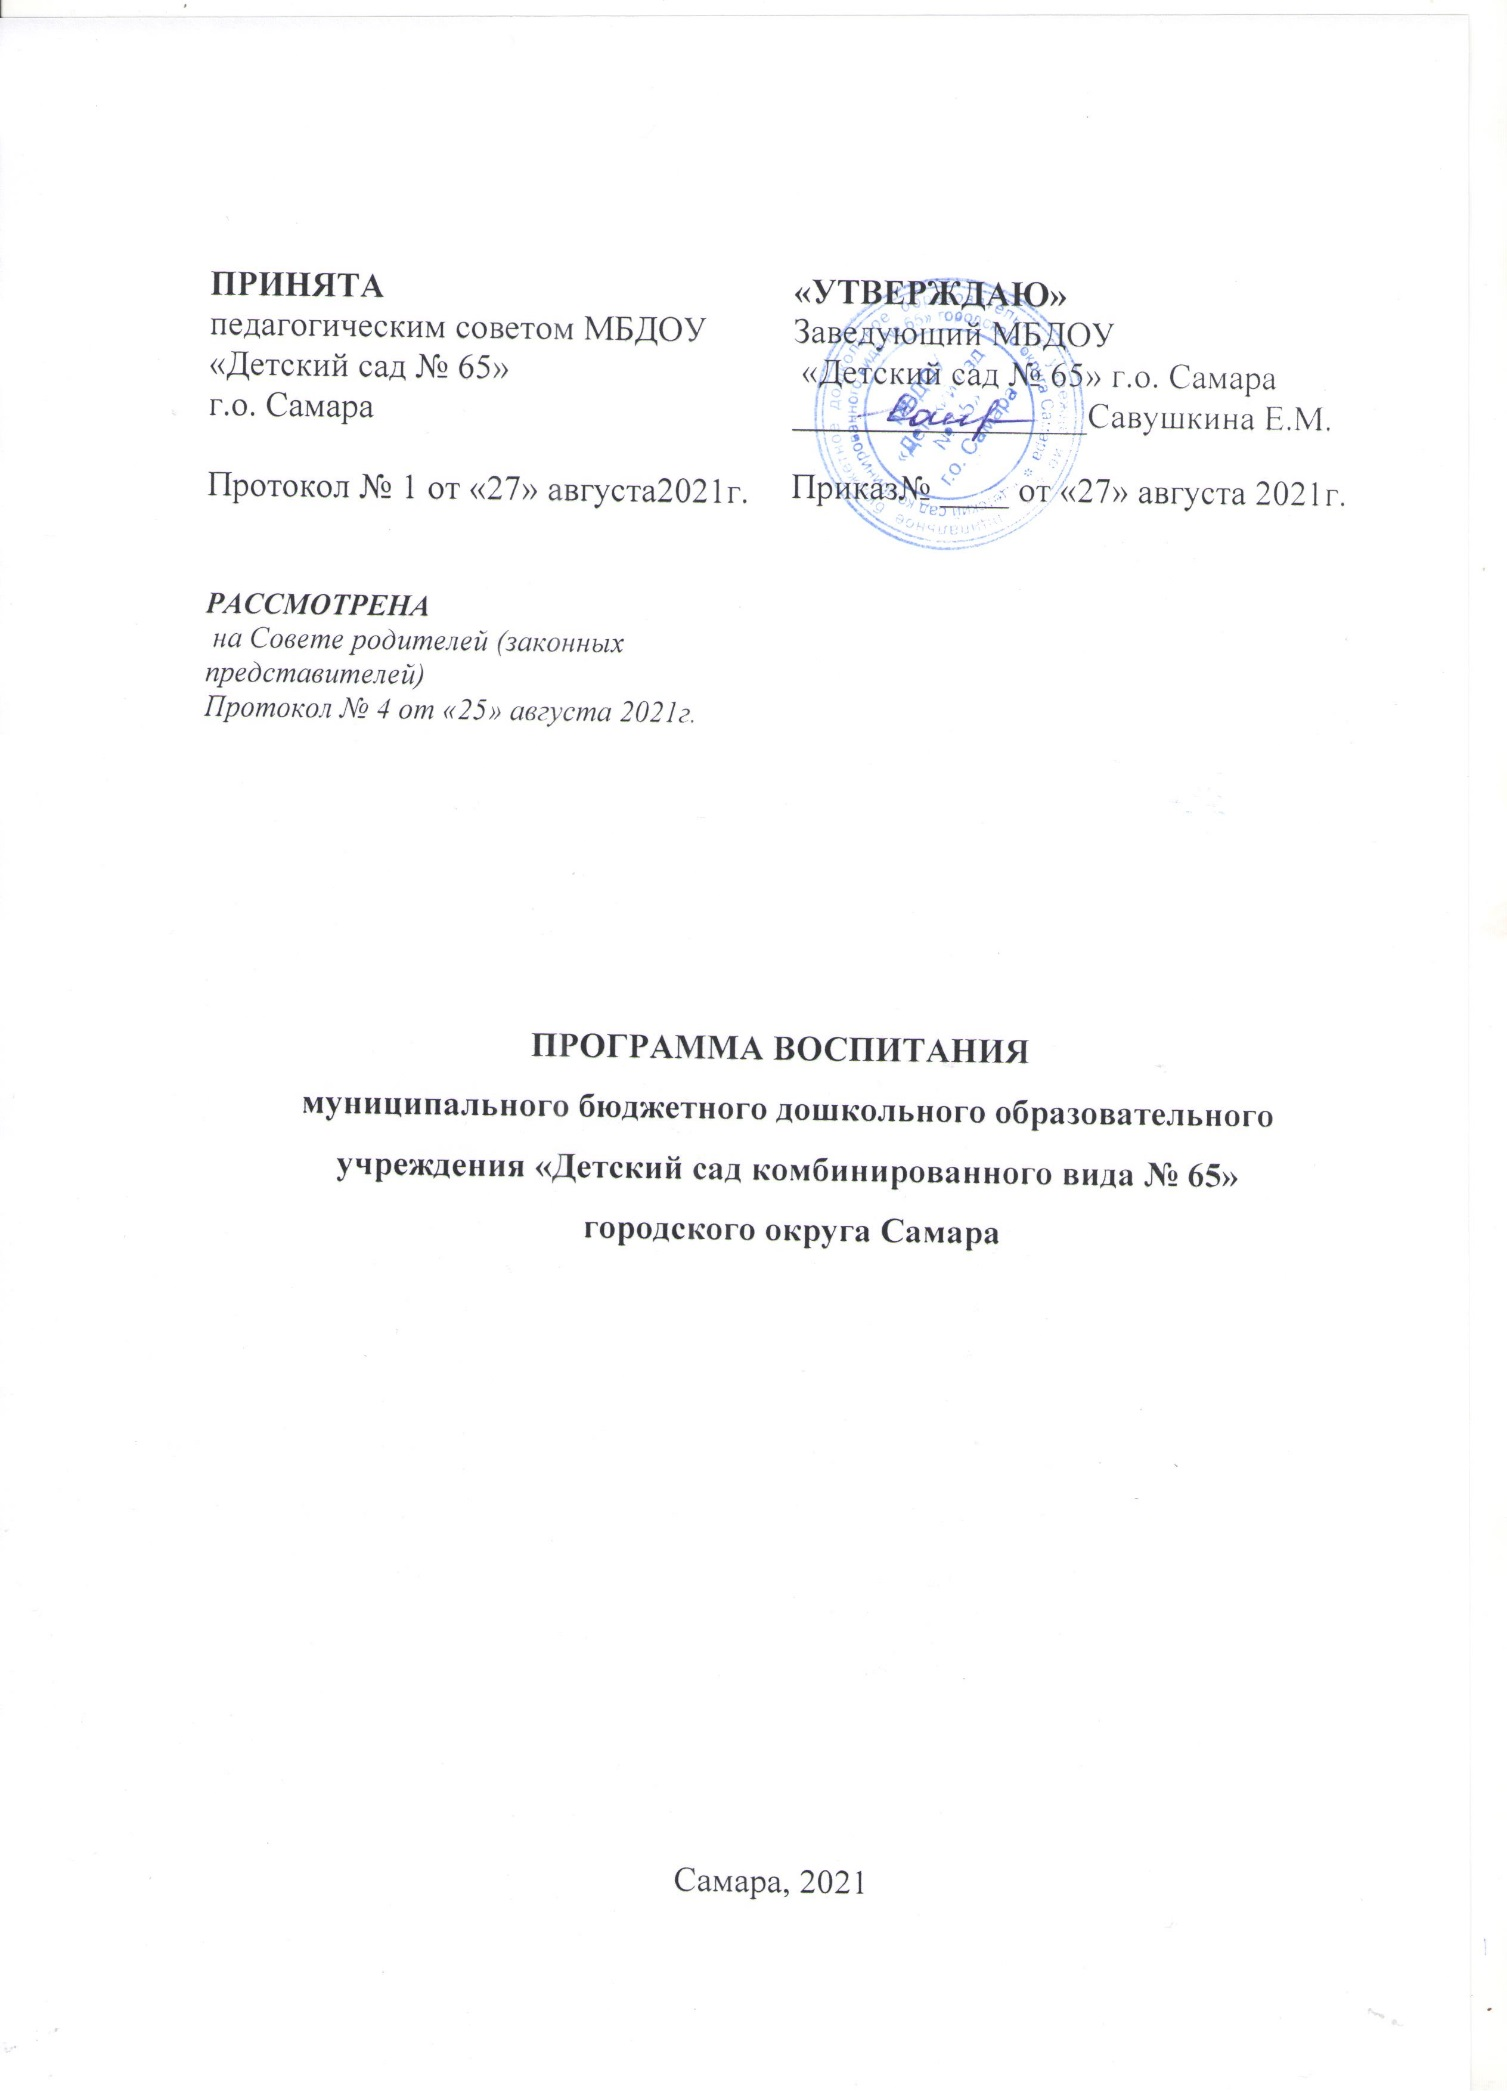 ПРИНЯТА
педагогическим советом МБДОУ
«Детский сад № 65»
г.о. Самара
Протокол № 1 от «27» августа2021г.
«УТВЕРЖДАЮ»
Заведующий МБДОУ
«Детский сад № 65» г.о. Самара
Савушкина Е.М.
Приказ№ ____ от «27» августа 2021г.
г.о. Самара
РАССМОТРЕНА
на Совете родителей (законных
представителей)
Протокол № 4 от «25» августа 2021г.
ПРОГРАММА ВОСПИТАНИЯ
муниципального бюджетного дошкольного образовательного
учреждения «Детский сад комбинированного вида № 65»
городского округа Самара
Самара, 2021